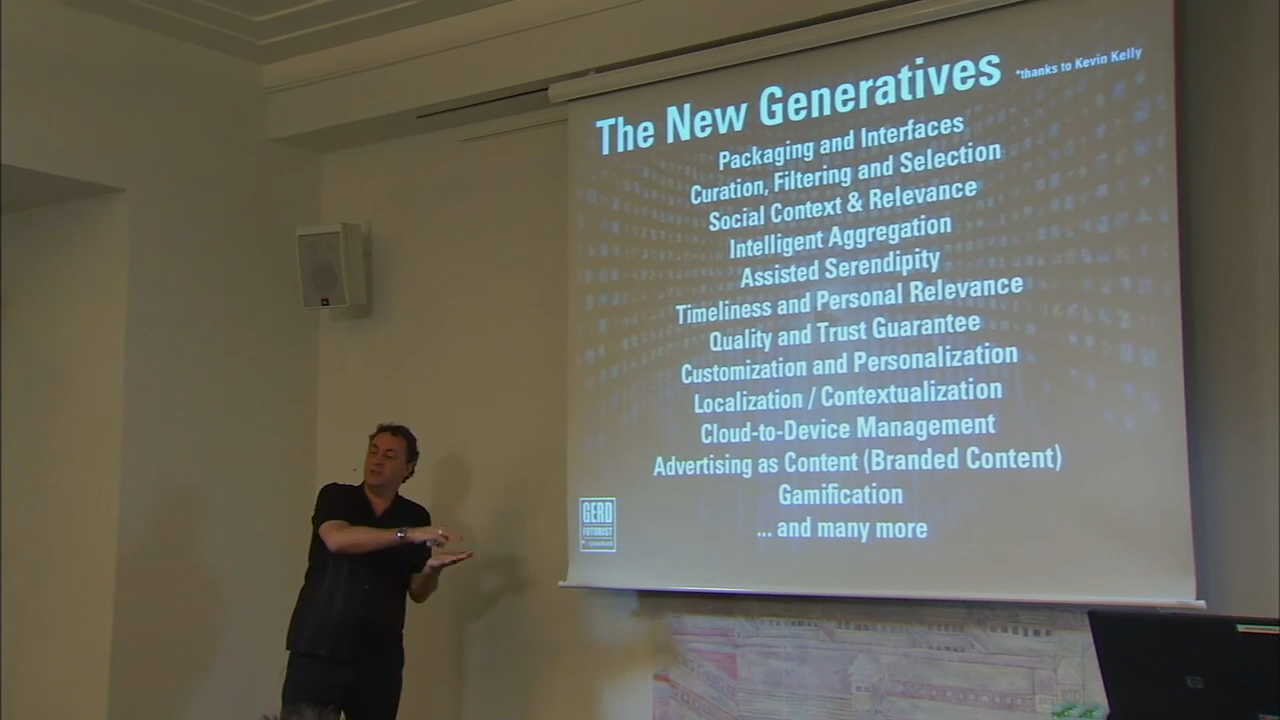 The New Generatives *thanks to Kevin Kelly
Packaging and Interfaces
Curation, Filtering and Selection
Social Context & Relevance
Intelligent Aggregation
Assisted Serendipity
Timeliness and Personal Relevance
Quality and Trust Guarantee
Customization and Personalization
Localization / Contextualization
Cloud-to-Device Management
Advertising as Content (Branded Content)
Gamification
... and many more
GERD
FUTURIST